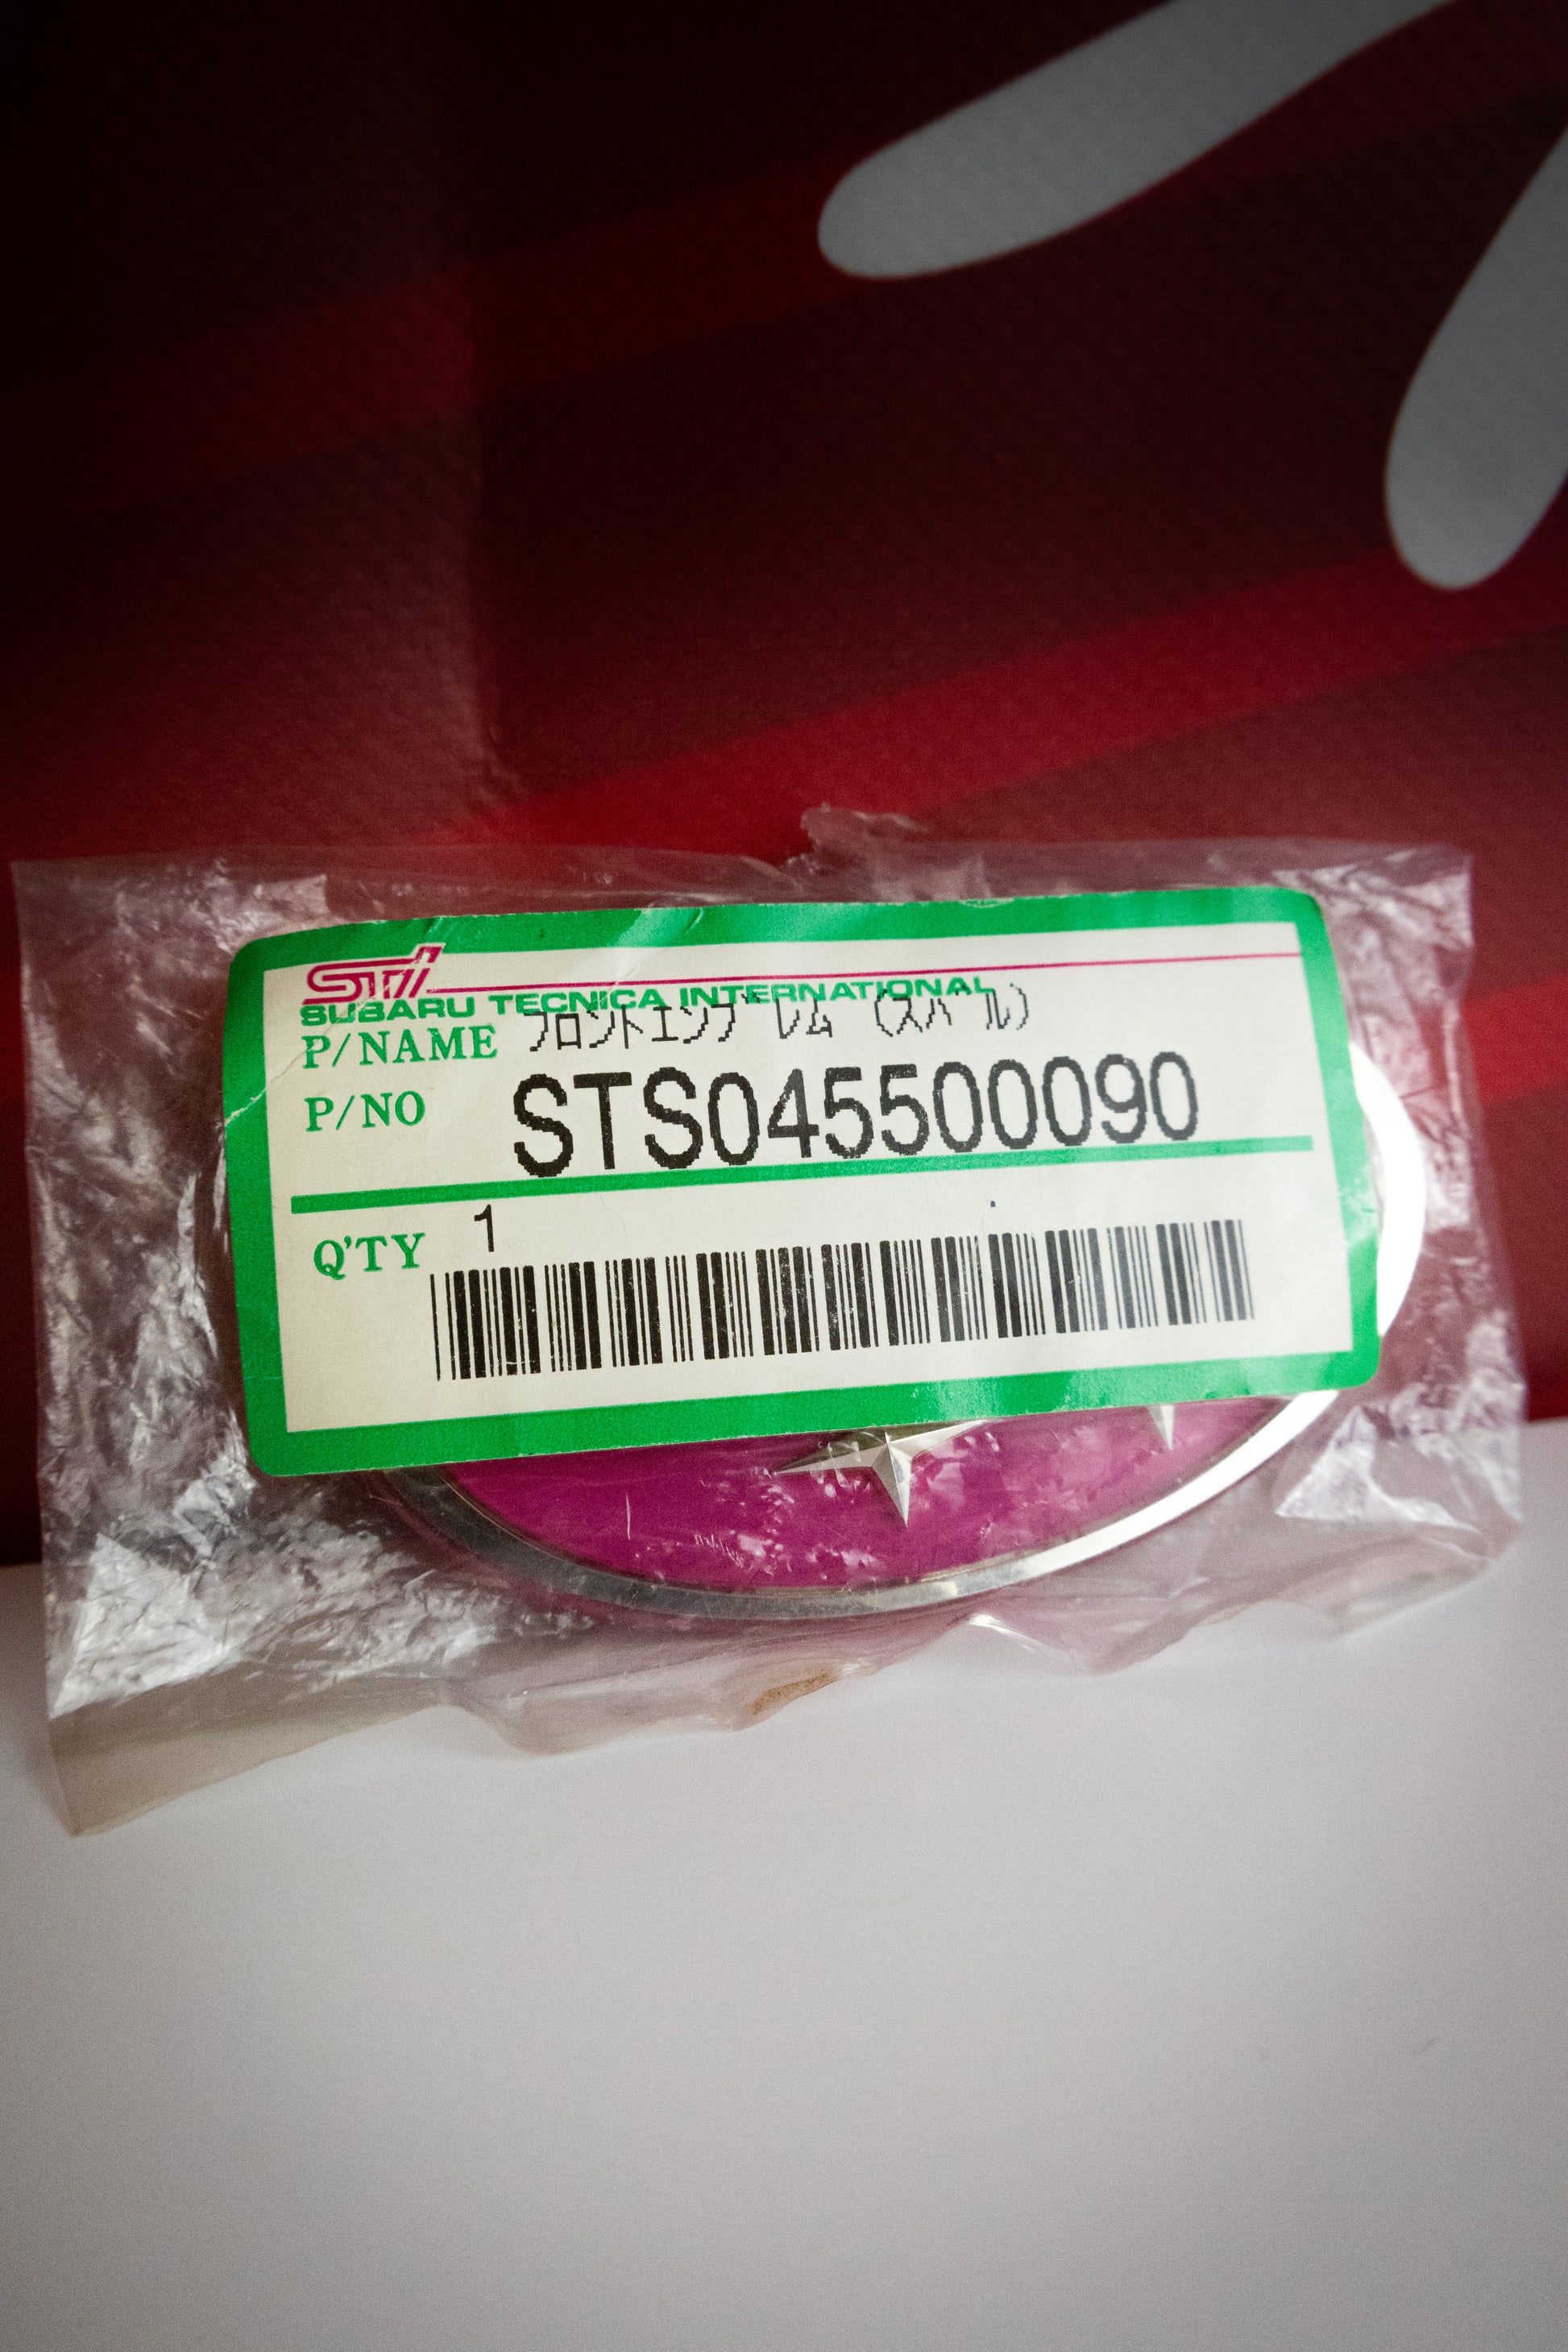 STi
SUBARU TECNICA INTERNATIONAL
P/NAME フロントエンブレム (スバル)
P/NO STS045500090
Q'TY 1